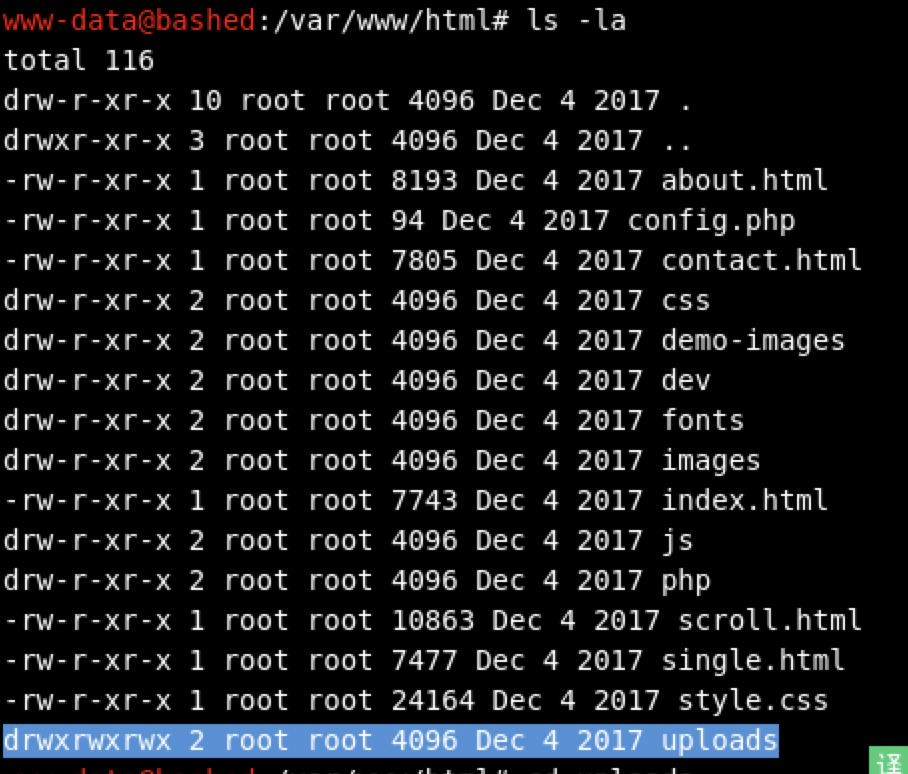 www-data@bashed:/var/www/html# ls -la
total 116
drw-r-xr-x 10 root root 4096 Dec 4 2017 .
drwxr-xr-x 3 root root 4096 Dec 4 2017 ..
-rw-r-xr-x 1 root root 8193 Dec 4 2017 about.html
-rw-r-xr-x 1 root root 94 Dec 4 2017 config.php
-rw-r-xr-x 1 root root 7805 Dec 4 2017 contact.html
drw-r-xr-x 2 root root 4096 Dec 4 2017 css
drw-r-xr-x 2 root root 4096 Dec 4 2017 demo-images
drw-r-xr-x 2 root root 4096 Dec 4 2017 dev
drw-r-xr-x 2 root root 4096 Dec 4 2017 fonts
drw-r-xr-x 2 root root 4096 Dec 4 2017 images
-rw-r-xr-x 1 root root 7743 Dec 4 2017 index.html
drw-r-xr-x 2 root root 4096 Dec 4 2017 js
drw-r-xr-x 2 root root 4096 Dec 4 2017 php
-rw-r-xr-x 1 root root 10863 Dec 4 2017 scroll.html
-rw-r-xr-x 1 root root 7477 Dec 4 2017 single.html
-rw-r-xr-x 1 root root 24164 Dec 4 2017 style.css
drwxrwxrwx 2 root root 4096 Dec 4 2017 uploads
译